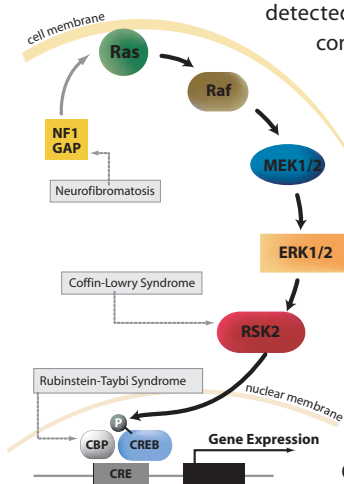 detected
con
cell membrane
Ras
Raf
NF1
GAP
MEK1/2
Neurofibromatosis
ERK1/2
Coffin-Lowry Syndrome
RSK2
Rubinstein-Taybi Syndrome
nuclear membrane
P
CBP
CREB
Gene Expression
CRE